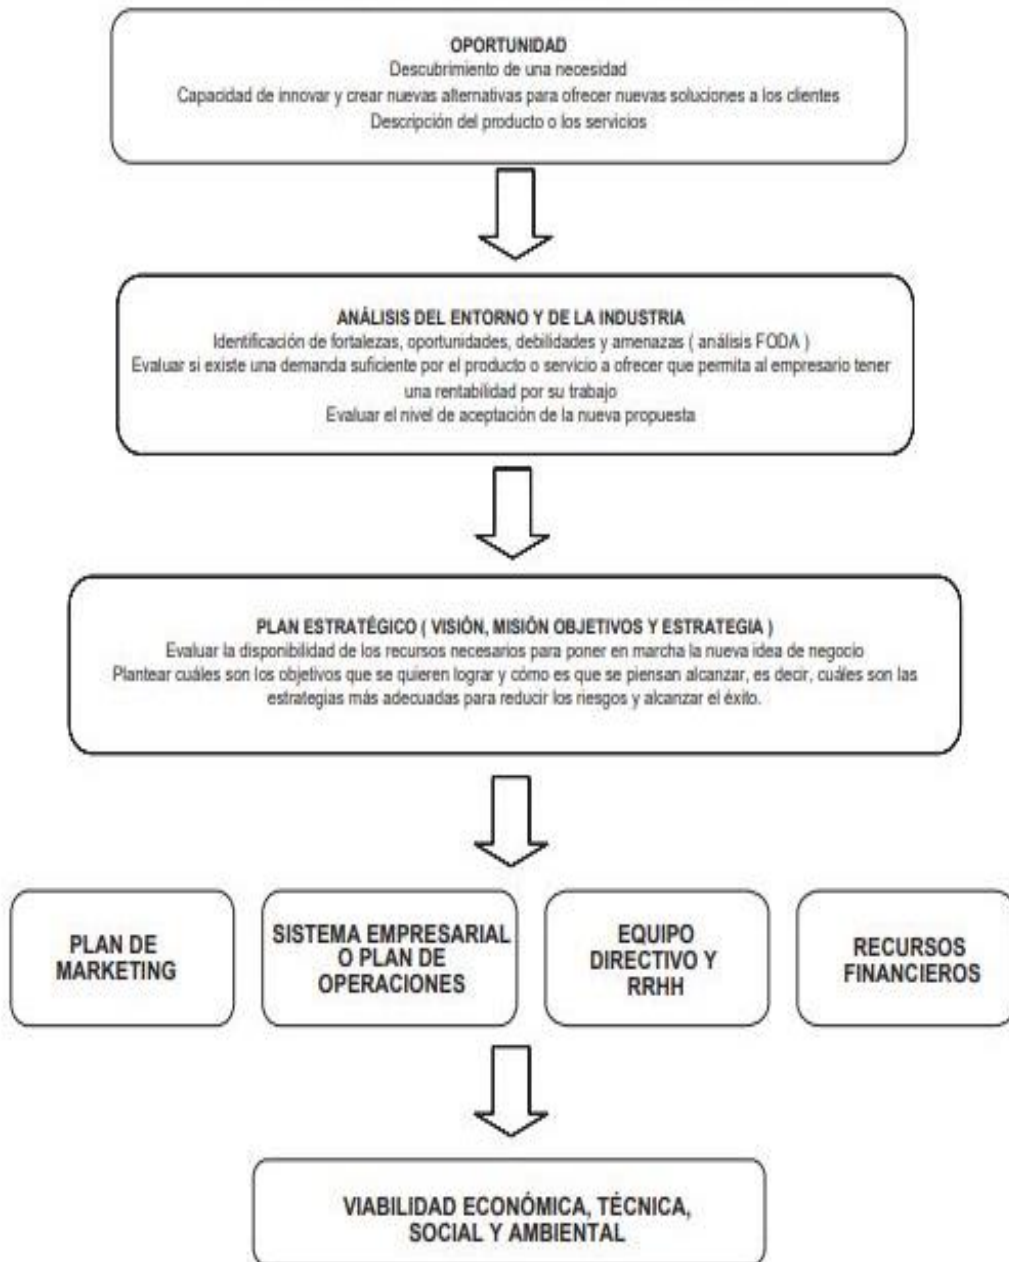 OPORTUNIDAD
Descubrimiento de una necesidad
Capacidad de innovar y crear nuevas alternativas para ofrecer nuevas soluciones a los clientes
Descripción del producto o los servicios
ANÁLISIS DEL ENTORNO Y DE LA INDUSTRIA
Identificación de fortalezas, oportunidades, debilidades y amenazas ( análisis FODA )
Evaluar si existe una demanda suficiente por el producto o servicio a ofrecer que permita al empresario tener
una rentabilidad por su trabajo
Evaluar el nivel de aceptación de la nueva propuesta
PLAN ESTRATÉGICO ( VISIÓN, MISIÓN OBJETIVOS Y ESTRATEGIA )
Evaluar la disponibilidad de los recursos necesarios para poner en marcha la nueva idea de negocio
Plantear cuáles son los objetivos que se quieren lograr y cómo es que se piensan alcanzar, es decir, cuáles son las
estrategias más adecuadas para reducir los riesgos y alcanzar el éxito.
PLAN DE
MARKETING
SISTEMA EMPRESARIAL
O PLAN DE
OPERACIONES
EQUIPO
DIRECTIVO Y
RRHH
RECURSOS
FINANCIEROS
VIABILIDAD ECONÓMICA, TÉCNICA,
SOCIAL Y AMBIENTAL